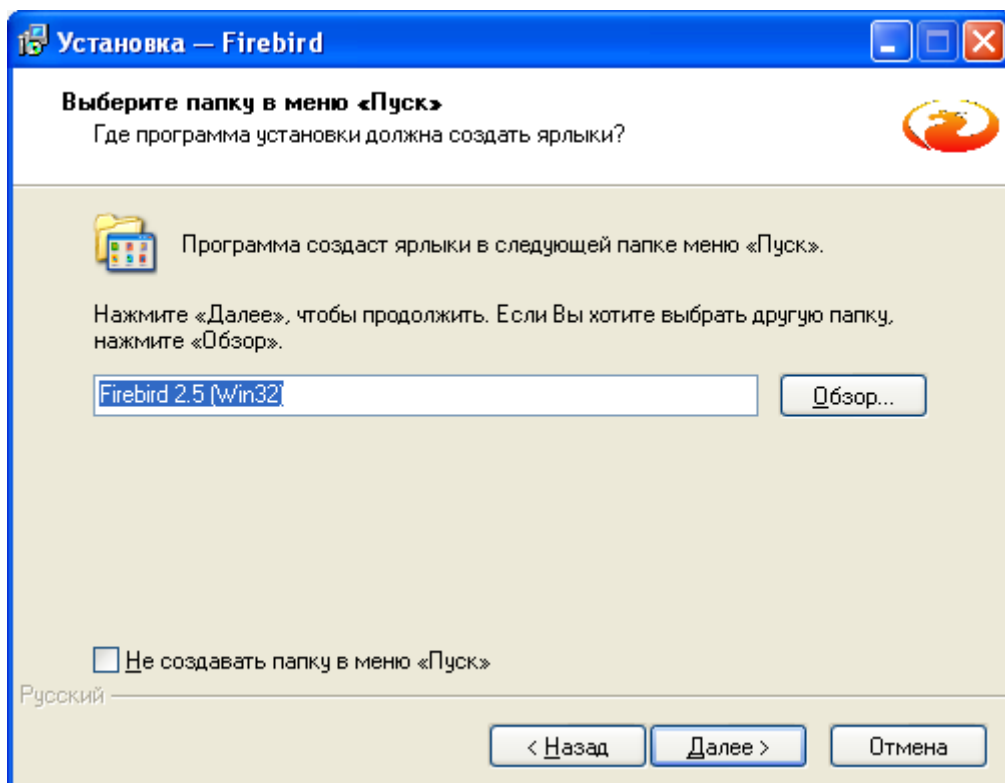 Установка — Firebird
Выберите папку в меню «Пуск»
Где программа установки должна создать ярлыки?
Программа создаст ярлыки в следующей папке меню «Пуск».
Нажмите «Далее», чтобы продолжить. Если Вы хотите выбрать другую папку,
нажмите «Обзор».
Firebird 2.5 (Win32)
Обзор...
Не создавать папку в меню «Пуск»
Русский
< Назад
Далее >
Отмена